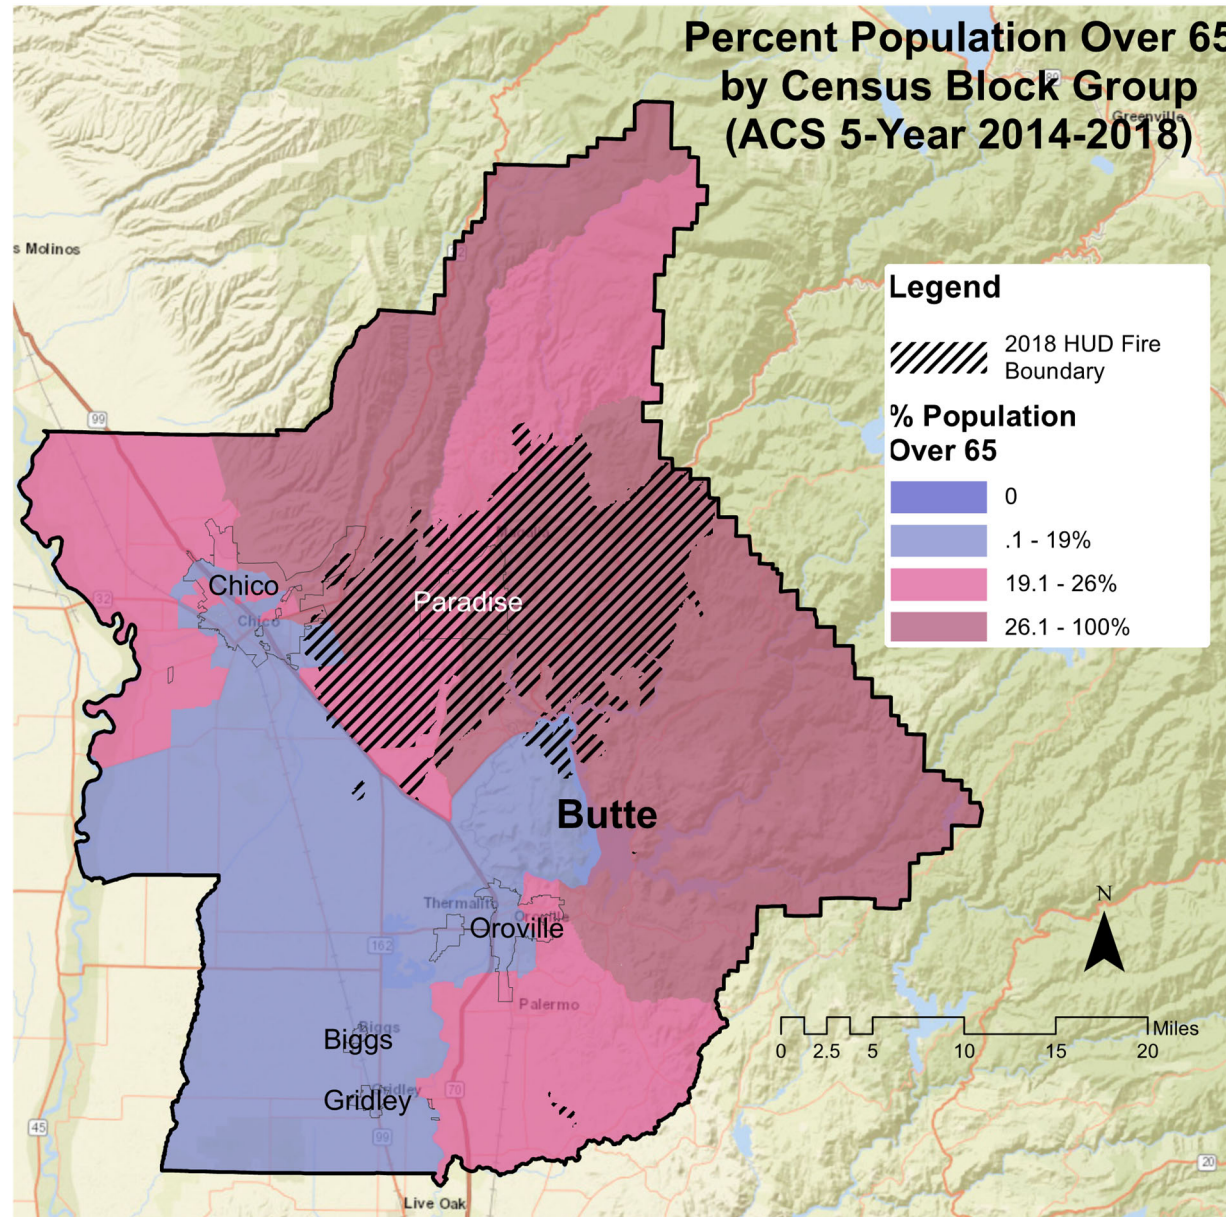 Percent Population Over 65
by Census Block Group
(ACS 5-Year 2014-2018)
89
Greenville
s Molinos
32
Legend
2018 HUD Fire
Boundary
% Population
Over 65
0
.1 - 19%
19.1 - 26%
26.1 - 100%
99
Chico
32
Chico
Paradise
Butte
Thermalito
Oroville
Oroville
162
Palermo
Biggs
Biggs
Gridley
Gridley
70
99
45
Live Oak
N
Miles
0 2.5 5 10 15 20
20